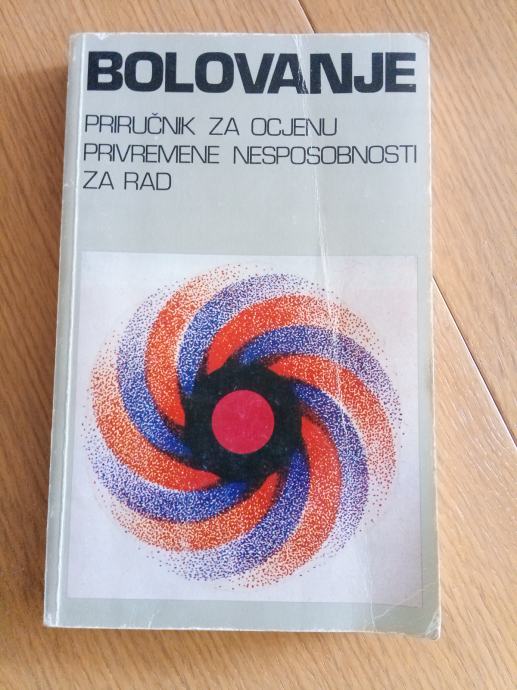 BOLOVANJE
PRIRUČNIK ZA OCJENU
PRIVREMENE NESPOSOBNOSTI
ZA RAD